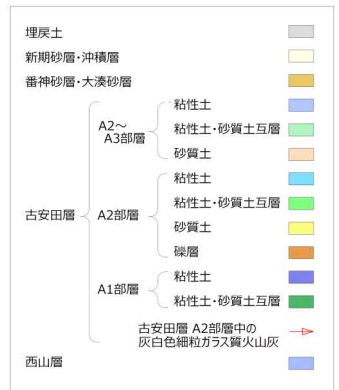 埋戻土
新期砂層・沖積層
番神砂層・大湊砂層
古安田層
A2～
A3部層
粘性土
粘性土・砂質土互層
砂質土
A2部層
粘性土
粘性土・砂質土互層
砂質土
礫層
A1部層
粘性土
粘性土・砂質土互層
古安田層 A2部層中の
灰白色細粒ガラス質火山灰
西山層